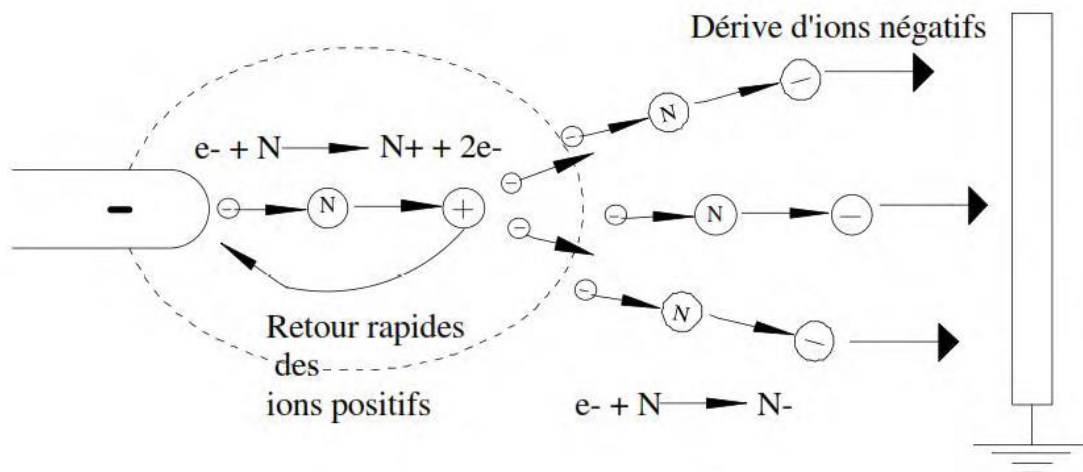 Dérive d'ions négatifs
e- + N → N+ + 2e-
-
- N +
- N -
- N -
- N -
Retour rapides
des
ions positifs
e- + N → N-